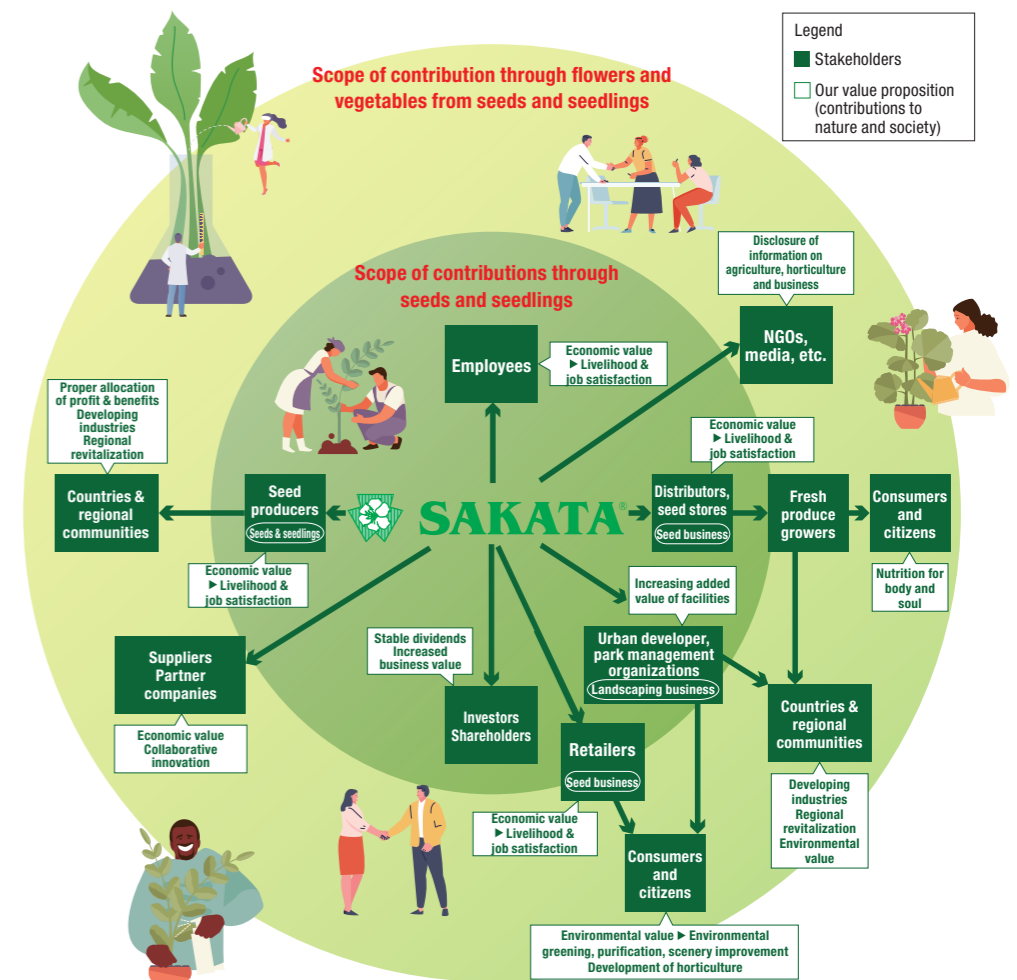 Legend
Stakeholders
Our value proposition
(contributions to
nature and society)
Scope of contribution through flowers and
vegetables from seeds and seedlings
Scope of contributions through
seeds and seedlings
Disclosure of
information on
agriculture, horticulture
and business
NGOs,
media, etc.
Employees
Economic value
▶ Livelihood &
job satisfaction
Proper allocation
of profit & benefits
Developing
industries
Regional
revitalization
Countries &
regional
communities
Seed
producers
Seeds & seedlings
Economic value
▶ Livelihood &
job satisfaction
SAKATA®
Economic value
▶ Livelihood &
job satisfaction
Distributors,
seed stores
Seed business
Fresh
produce
growers
Consumers
and
citizens
Nutrition for
body and
soul
Increasing added
value of facilities
Urban developer,
park management
organizations
Landscaping business
Suppliers
Partner
companies
Economic value
Collaborative
innovation
Stable dividends
Increased
business value
Investors
Shareholders
Retailers
Seed business
Economic value
▶ Livelihood &
job satisfaction
Countries &
regional
communities
Developing
industries
Regional
revitalization
Environmental
value
Consumers
and
citizens
Environmental value ▶ Environmental
greening, purification, scenery improvement
Development of horticulture